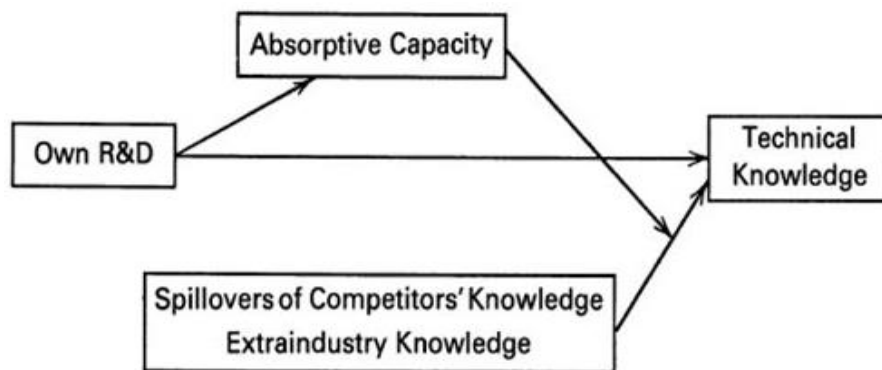 Absorptive Capacity
Own R&D
Technical
Knowledge
Spillovers of Competitors' Knowledge
Extraindustry Knowledge